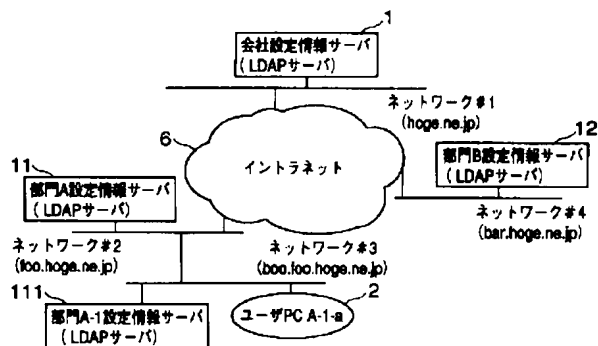 1
会社設定情報サーバ
(LDAPサーバ)
ネットワーク#1
(hoge.ne.jp)
6
イントラネット
12
部門B設定情報サーバ
(LDAPサーバ)
ネットワーク#4
(bar.hoge.ne.jp)
11
部門A設定情報サーバ
(LDAPサーバ)
ネットワーク#2
(foo.hoge.ne.jp)
ネットワーク#3
(boo.foo.hoge.ne.jp)
111
部門A-1設定情報サーバ
(LDAPサーバ)
2
ユーザPC A-1-a